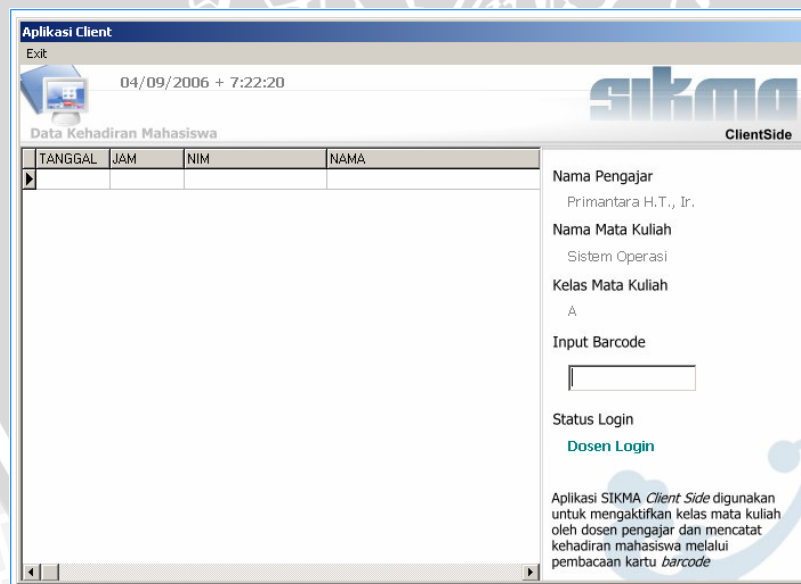 Aplikasi Client
Exit
04/09/2006 + 7:22:20
Data Kehadiran Mahasiswa
sikma
ClientSide
TANGGAL JAM NIM NAMA
Nama Pengajar
Primantara H.T., Ir.
Nama Mata Kuliah
Sistem Operasi
Kelas Mata Kuliah
A
Input Barcode
Status Login
Dosen Login
Aplikasi SIKMA Client Side digunakan
untuk mengaktifkan kelas mata kuliah
oleh dosen pengajar dan mencatat
kehadiran mahasiswa melalui
pembacaan kartu barcode